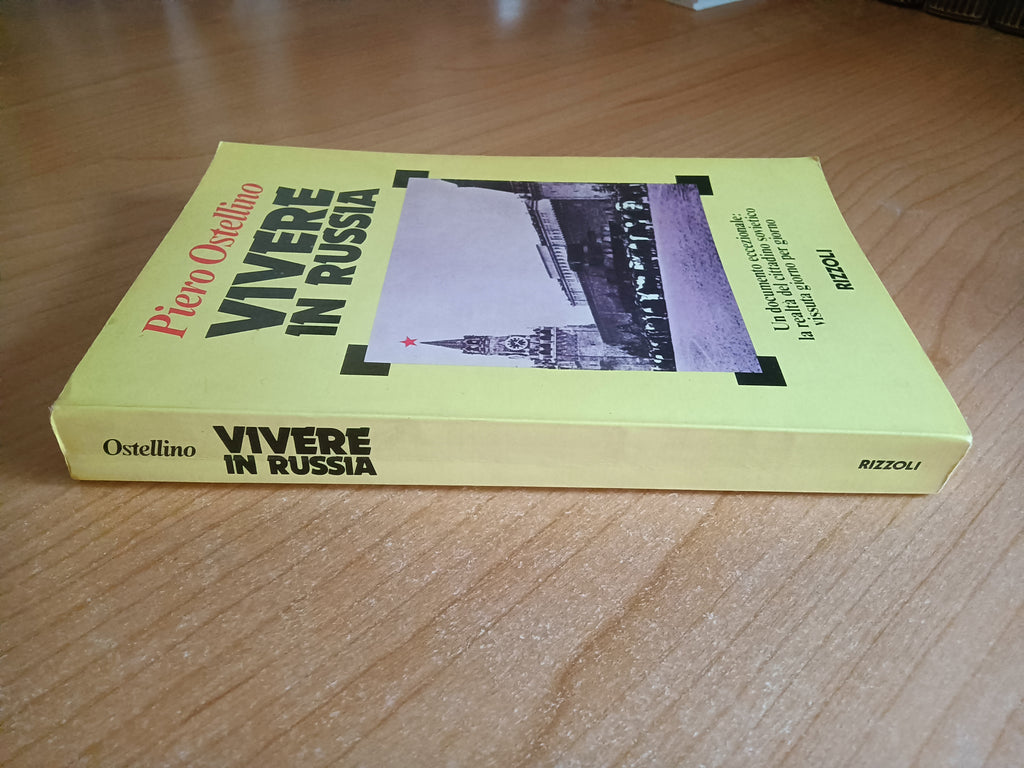 Piero Ostellino
VIVERE
IN RUSSIA
Un documento eccezionale:
la realtà del cittadino sovietico
vissuta giorno per giorno
RIZZOLI
Ostellino
VIVERE
IN RUSSIA
RIZZOLI